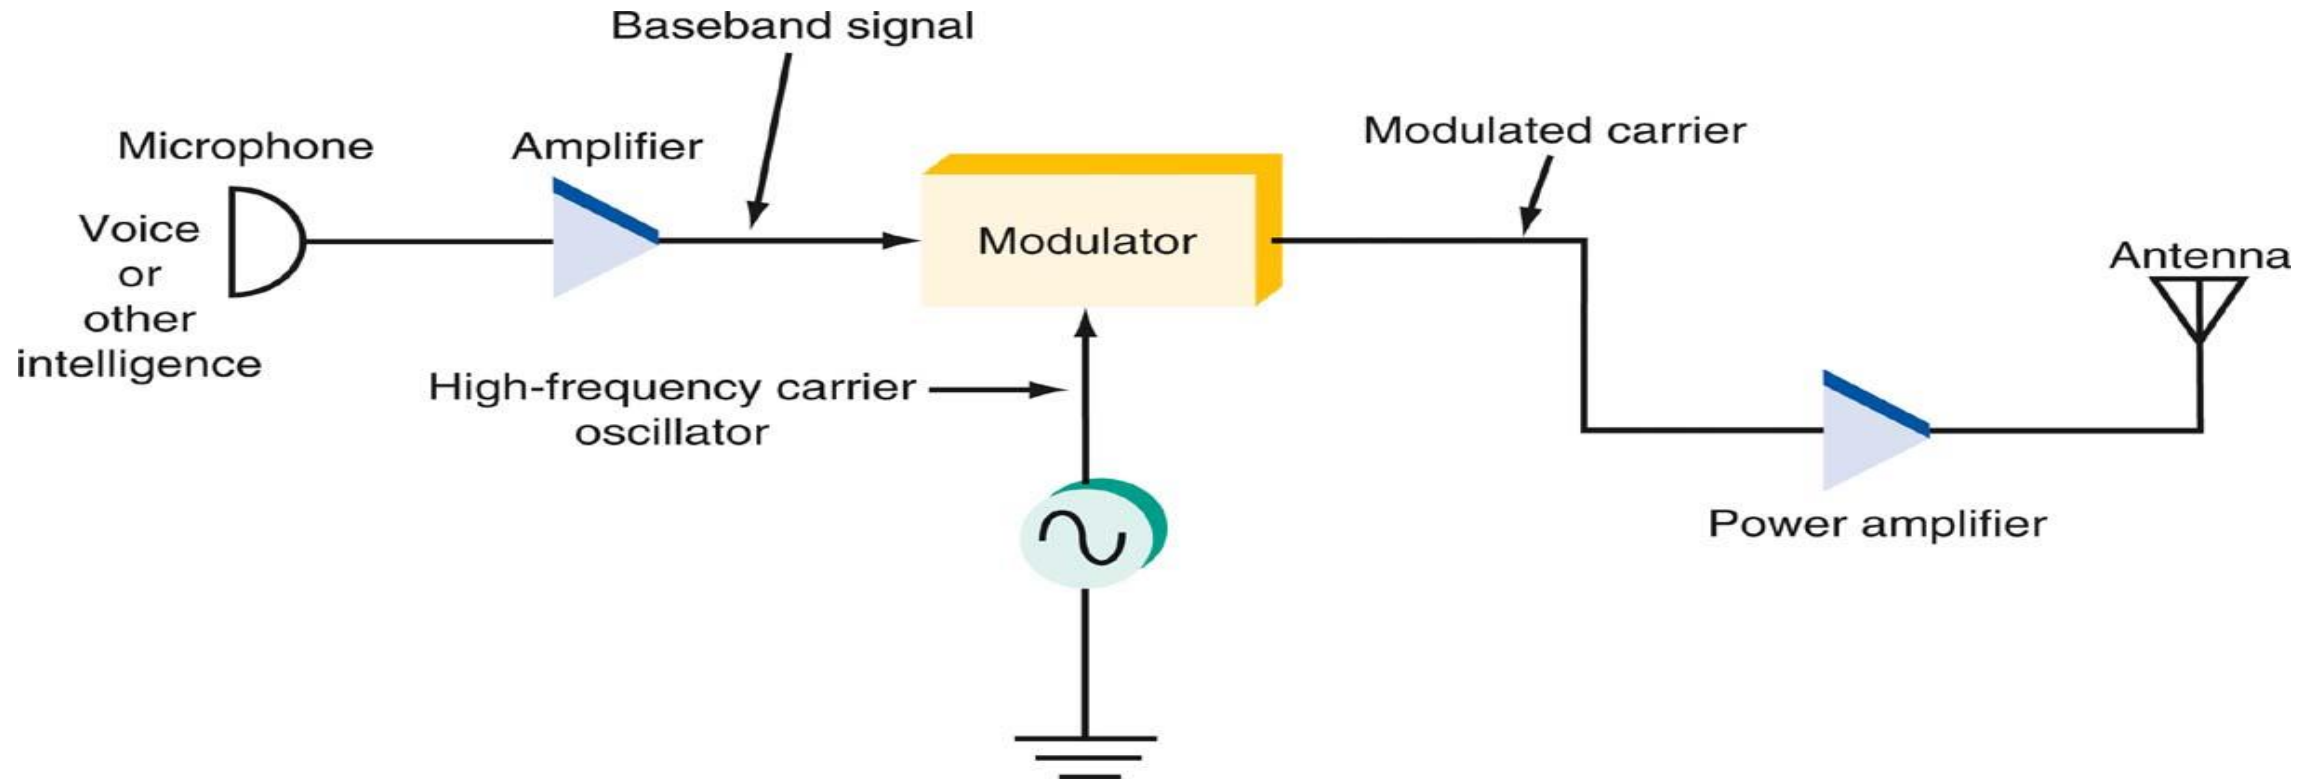 Baseband signal
Microphone
Amplifier
Modulated carrier
Voice
or
other
intelligence
Modulator
Antenna
High-frequency carrier
oscillator
Power amplifier